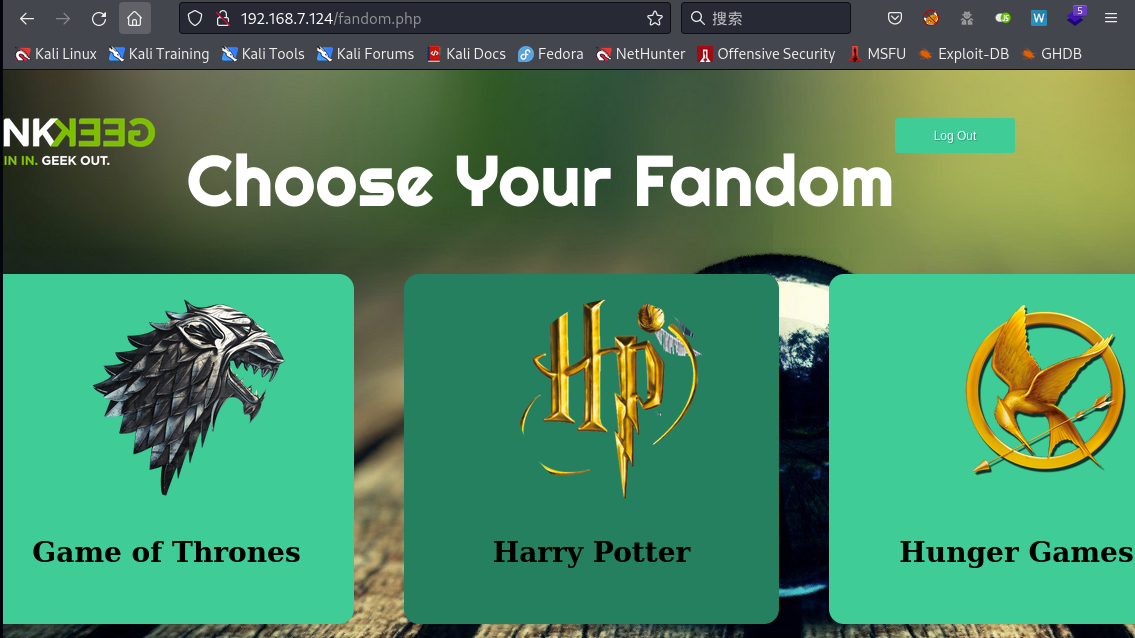 192.168.7.124/fandom.php
搜索
W
5
Kali Linux
Kali Training
Kali Tools
Kali Forums
Kali Docs
Fedora
NetHunter
Offensive Security
MSFU
Exploit-DB
GHDB
NKGEEK
IN IN. GEEK OUT.
Log Out
Choose Your Fandom
HP
Game of Thrones
Harry Potter
Hunger Games